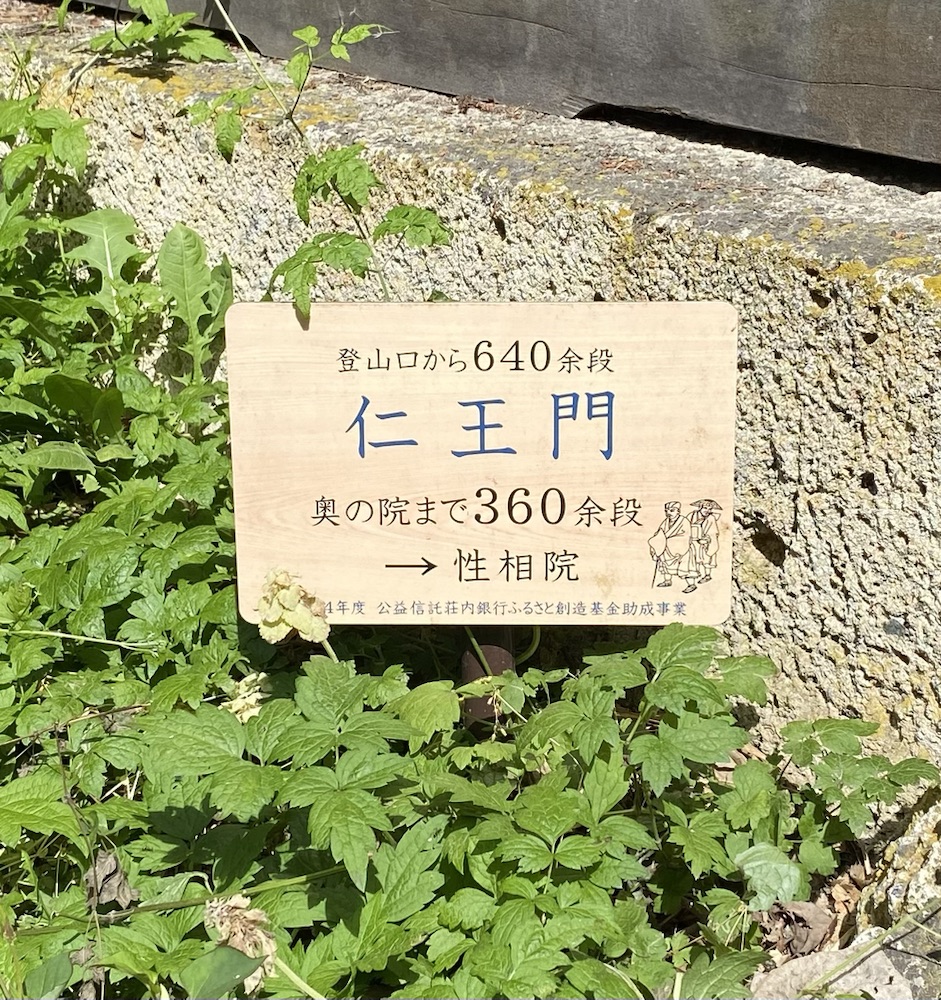 登山口から640余段
仁王門
奥の院まで360余段
→ 性相院
4年度 公益信託荘内銀行ふるさと創造基金助成事業